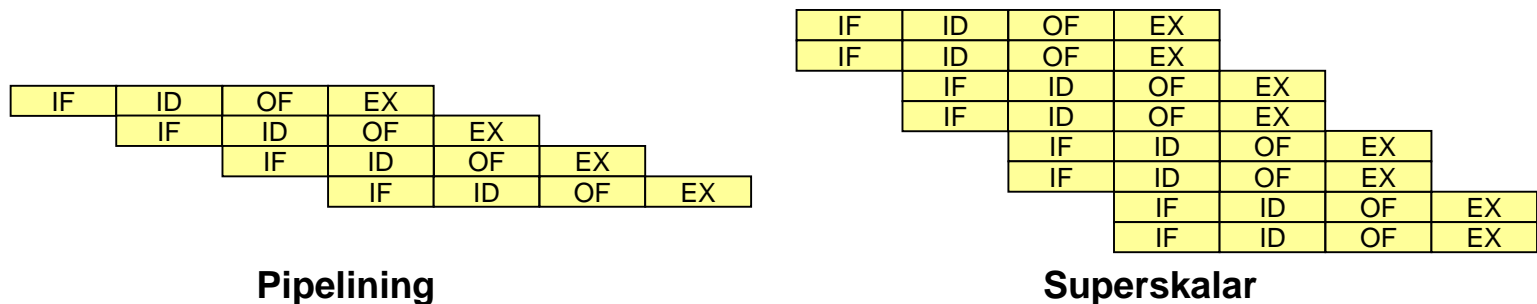 IF ID OF EX
IF ID OF EX
IF ID OF EX
IF ID OF EX
Pipelining
IF ID OF EX
IF ID OF EX
IF ID OF EX
IF ID OF EX
IF ID OF EX
IF ID OF EX
IF ID OF EX
IF ID OF EX
Superskalar